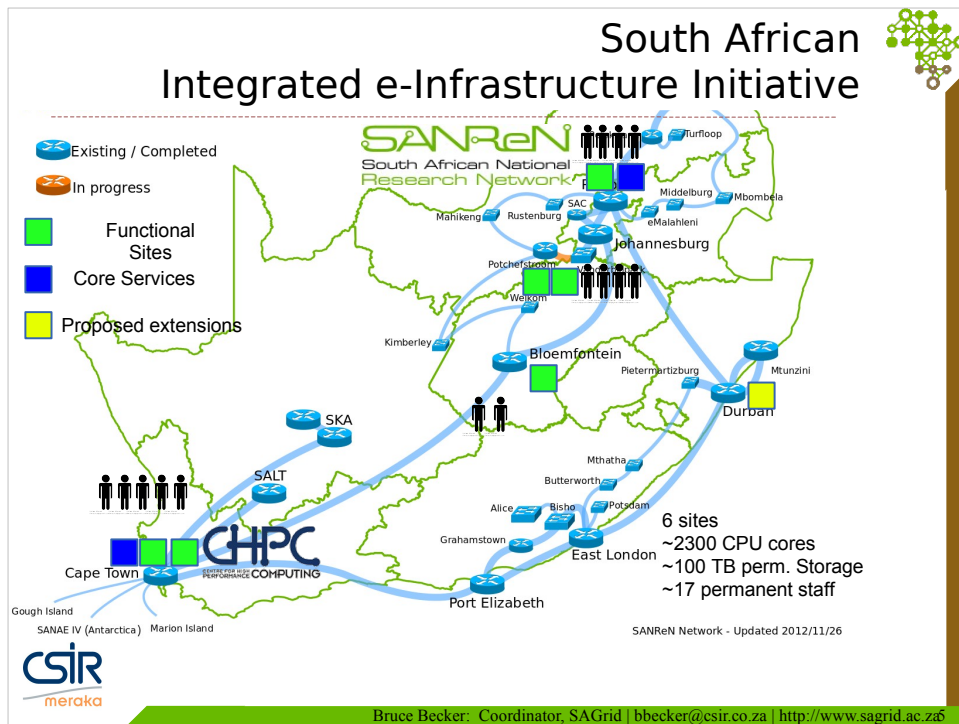 South African
Integrated e-Infrastructure Initiative
SANReN
South African National
Research Network
Existing / Completed
In progress
Functional
Sites
Core Services
Proposed extensions
Turfloop
Middelburg
Mbombela
SAC
Rustenburg
Mahikeng
eMalahleni
Johannesburg
Potchefstroom
Welkom
Kimberley
Bloemfontein
Pietermartizburg
Mtunzini
Durban
SKA
SALT
Mthatha
Butterworth
Alice
Bisho
Potsdam
Grahamstown
East London
Port Elizabeth
CHPC
CENTRE FOR HIGH
PERFORMANCE COMPUTING
Cape Town
Gough Island
SANAE IV (Antarctica)
Marion Island
6 sites
~2300 CPU cores
~100 TB perm. Storage
~17 permanent staff
SANReN Network - Updated 2012/11/26
CSIR
meraka
Bruce Becker: Coordinator, SAGrid | bbecker@csir.co.za | http://www.sagrid.ac.za
5